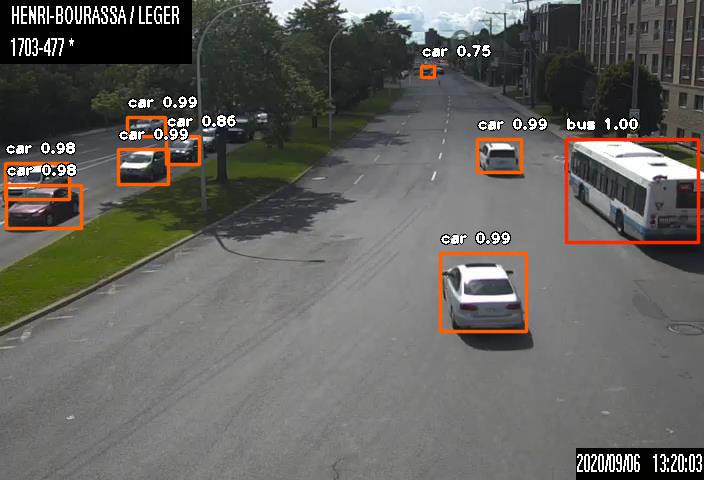 HENRI-BOURASSA / LEGER
1703-477 *
car 0.75
car 0.99
car 0.86
car 0.99
car 0.99
bus 1.00
car 0.98
car 0.98
car 0.99
2020/09/06 13:20:03